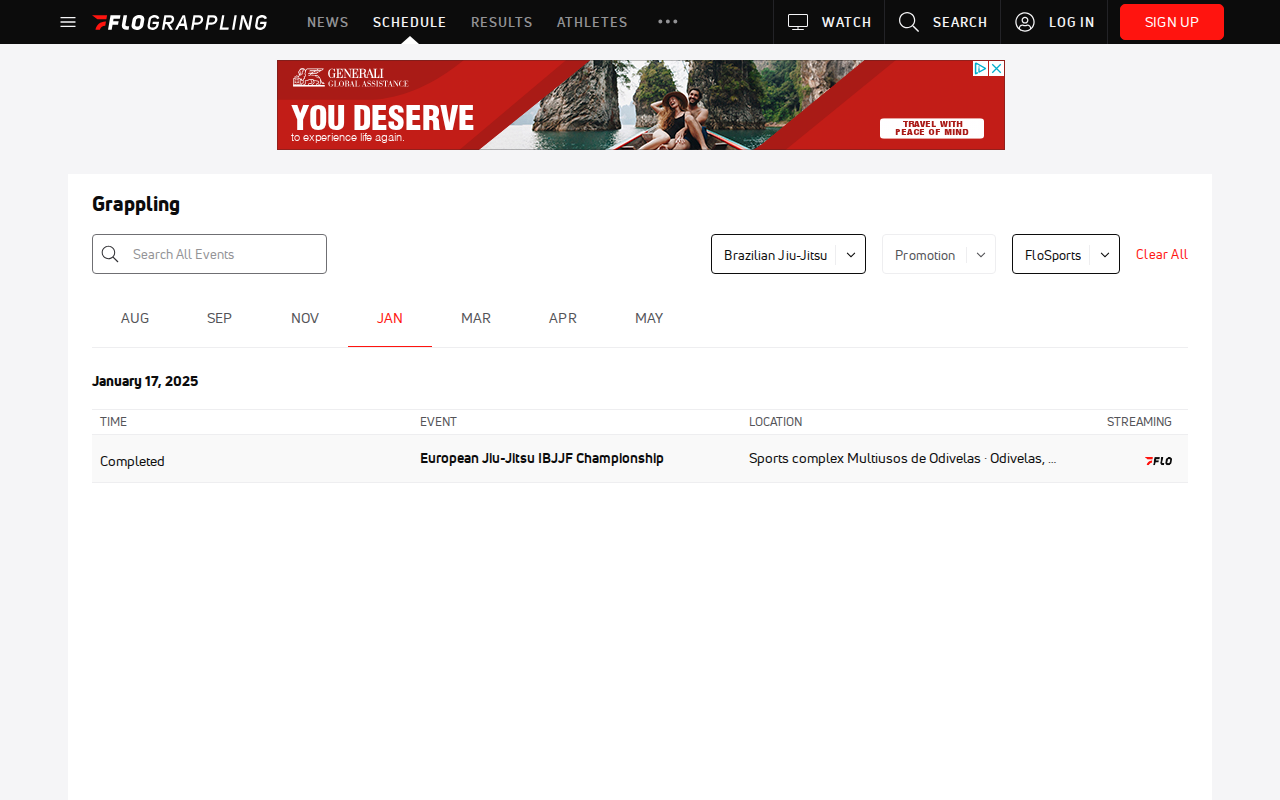 FLOGRAPPLING NEWS SCHEDULE RESULTS ATHLETES WATCH SEARCH LOG IN SIGN UP
GENERALI
GLOBAL ASSISTANCE
YOU DESERVE
to experience life again.
TRAVEL WITH
PEACE OF MIND
Grappling
Search All Events Brazilian Jiu-Jitsu Promotion FloSports Clear All
AUG SEP NOV JAN MAR APR MAY
January 17, 2025
TIME EVENT LOCATION STREAMING
Completed European Jiu-Jitsu IBJJF Championship Sports complex Multiusos de Odivelas · Odivelas, ... FLO